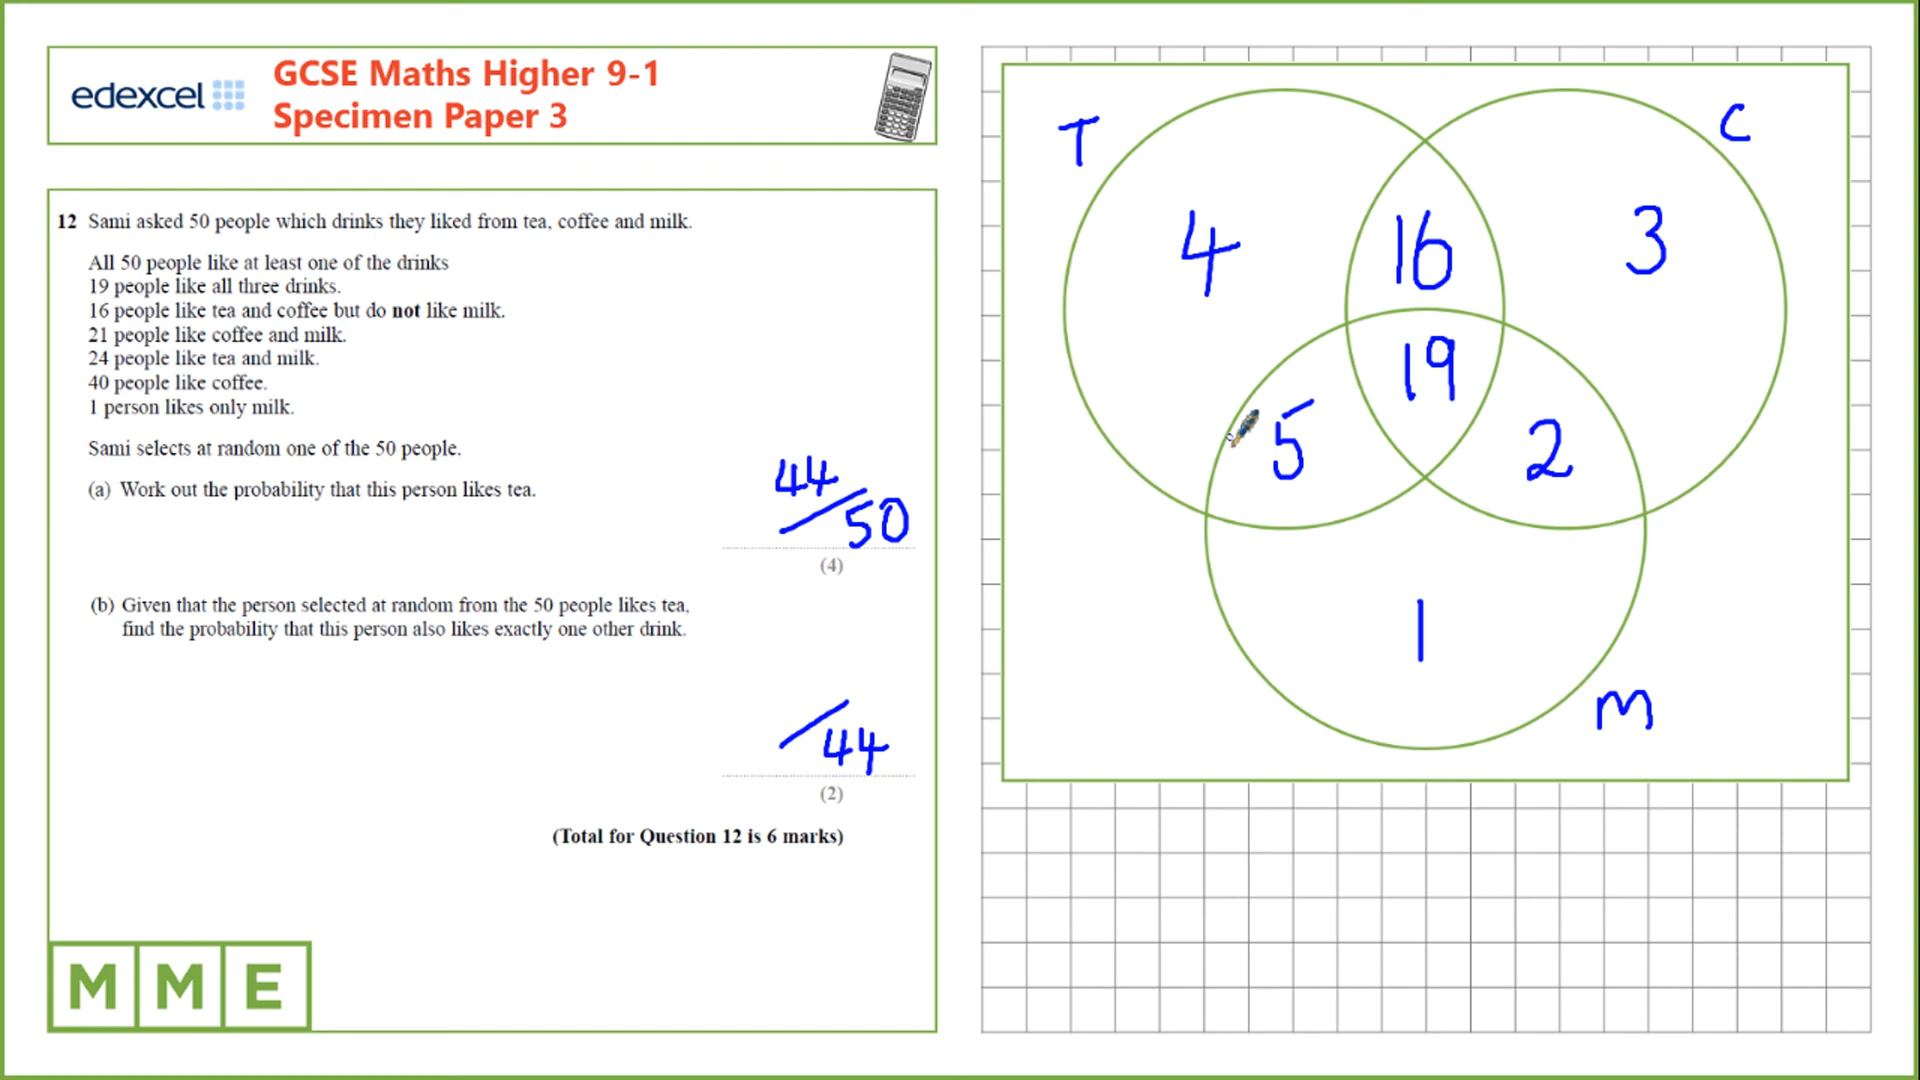 edexcel
GCSE Maths Higher 9-1
Specimen Paper 3
12 Sami asked 50 people which drinks they liked from tea, coffee and milk.
All 50 people like at least one of the drinks
19 people like all three drinks.
16 people like tea and coffee but do not like milk.
21 people like coffee and milk.
24 people like tea and milk.
40 people like coffee.
1 person likes only milk.
Sami selects at random one of the 50 people.
(a) Work out the probability that this person likes tea.
44/50
(4)
(b) Given that the person selected at random from the 50 people likes tea,
find the probability that this person also likes exactly one other drink.
/44
(2)
(Total for Question 12 is 6 marks)
MME
T
C
4
16
3
19
5
2
1
M